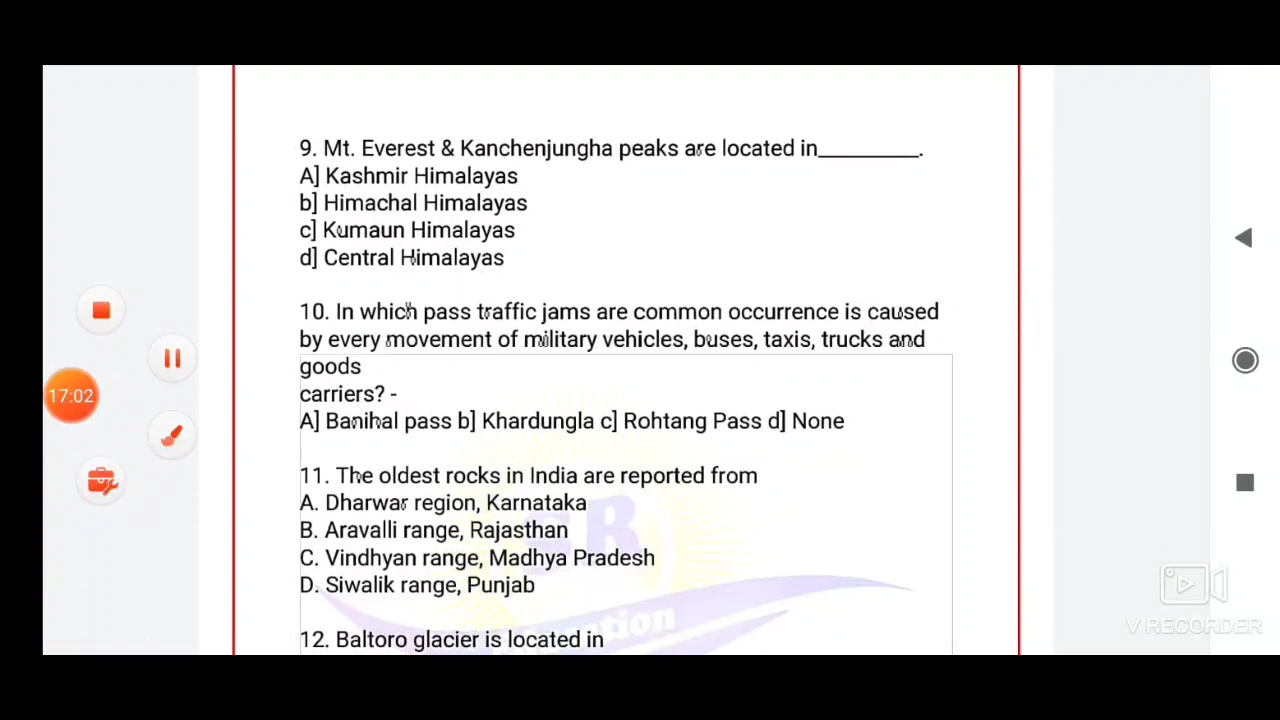 9. Mt. Everest & Kanchenjungha peaks are located in_________.
A] Kashmir Himalayas
b] Himachal Himalayas
c] Kumaun Himalayas
d] Central Himalayas
10. In which pass traffic jams are common occurrence is caused
by every movement of military vehicles, buses, taxis, trucks and
goods
carriers? -
A] Banihal pass b] Khardungla c] Rohtang Pass d] None
11. The oldest rocks in India are reported from
A. Dharwar region, Karnataka
B. Aravalli range, Rajasthan
C. Vindhyan range, Madhya Pradesh
D. Siwalik range, Punjab
12. Baltoro glacier is located in
17:02
SR
V RECORDER